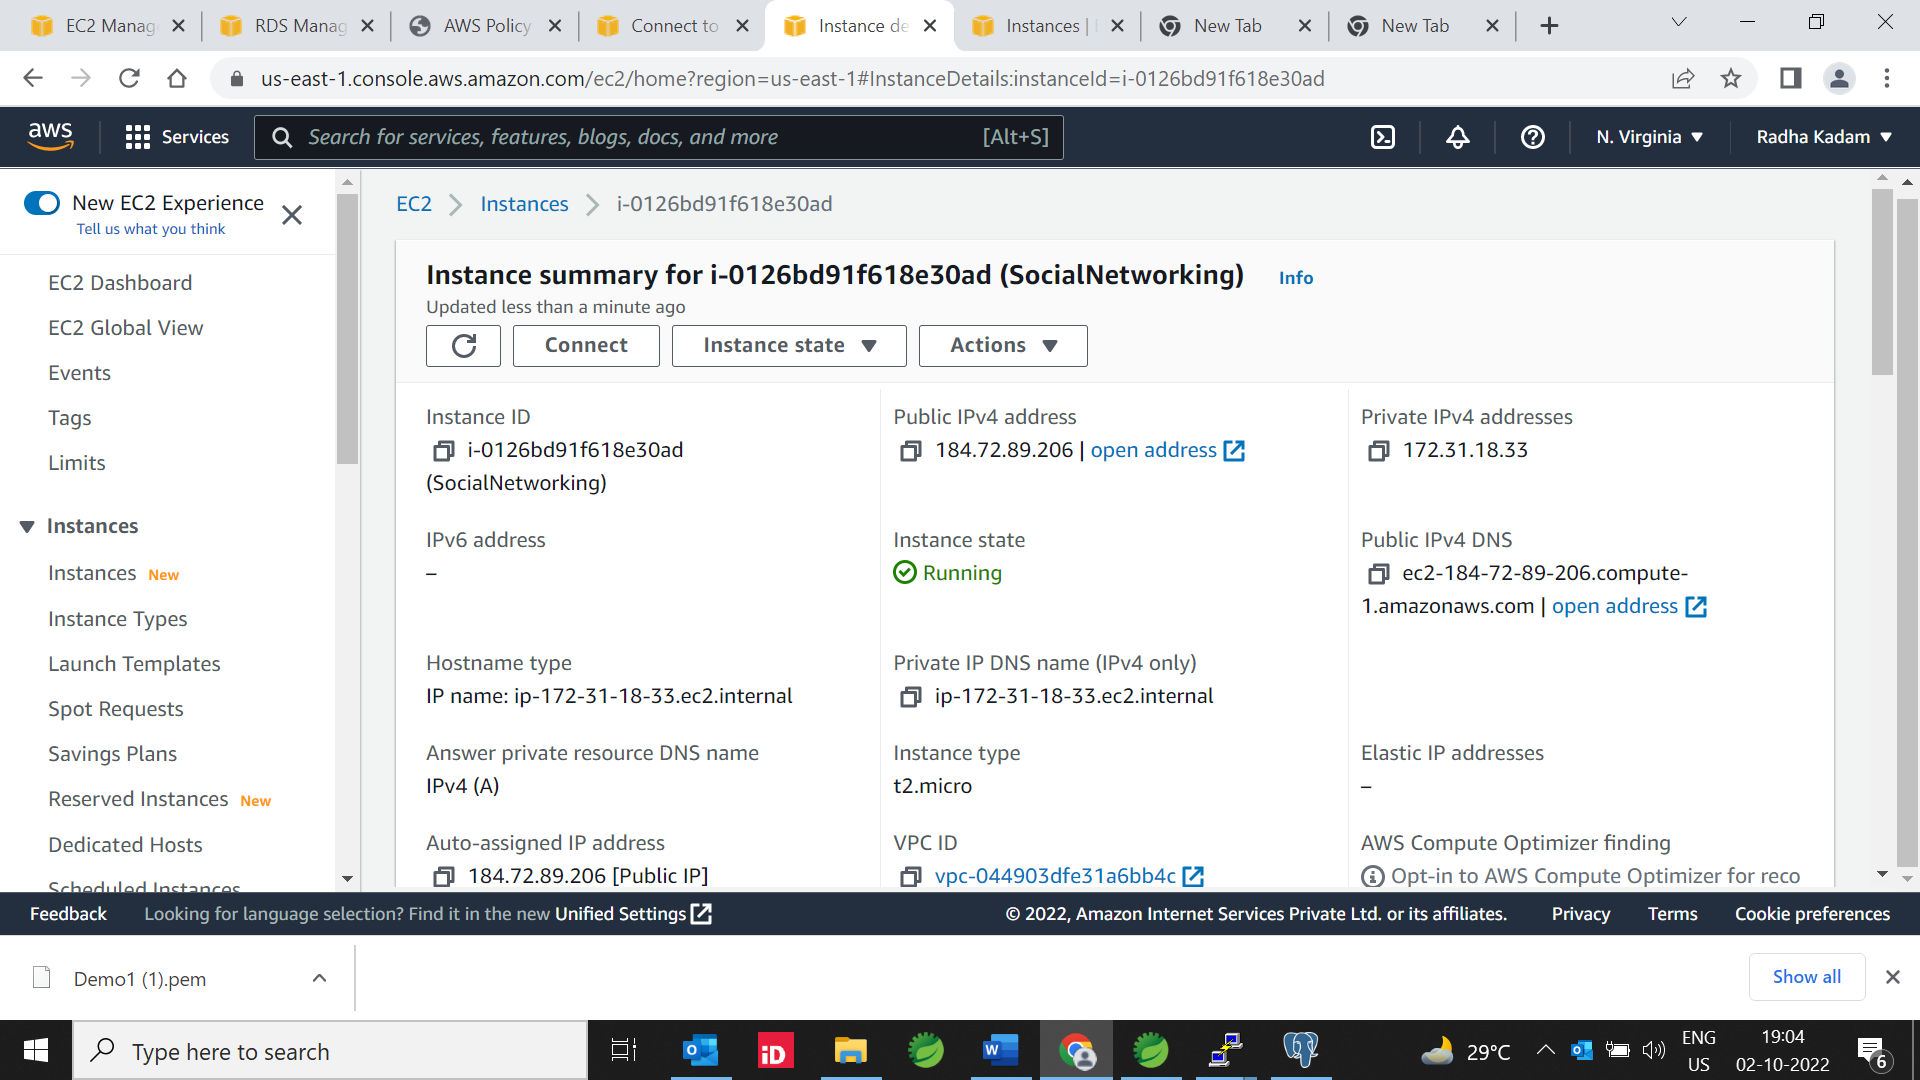 EC2 Manag
RDS Manag
AWS Policy
Connect to
Instance de
Instances |
New Tab
New Tab
us-east-1.console.aws.amazon.com/ec2/home?region=us-east-1#InstanceDetails:instanceId=i-0126bd91f618e30ad
aws
Services
Search for services, features, blogs, docs, and more
[Alt+S]
N. Virginia
Radha Kadam
New EC2 Experience
Tell us what you think
EC2 Dashboard
EC2 Global View
Events
Tags
Limits
Instances
Instances New
Instance Types
Launch Templates
Spot Requests
Savings Plans
Reserved Instances New
Dedicated Hosts
Scheduled Instances
EC2
Instances
i-0126bd91f618e30ad
Instance summary for i-0126bd91f618e30ad (SocialNetworking)
Info
Updated less than a minute ago
Connect
Instance state
Actions
Instance ID
i-0126bd91f618e30ad
(SocialNetworking)
Public IPv4 address
184.72.89.206 | open address
Private IPv4 addresses
172.31.18.33
IPv6 address
–
Instance state
Running
Public IPv4 DNS
ec2-184-72-89-206.compute-
1.amazonaws.com | open address
Hostname type
IP name: ip-172-31-18-33.ec2.internal
Private IP DNS name (IPv4 only)
ip-172-31-18-33.ec2.internal
Answer private resource DNS name
IPv4 (A)
Instance type
t2.micro
Elastic IP addresses
–
Auto-assigned IP address
184.72.89.206 [Public IP]
VPC ID
vpc-044903dfe31a6bb4c
AWS Compute Optimizer finding
Opt-in to AWS Compute Optimizer for reco
Feedback
Looking for language selection? Find it in the new Unified Settings
© 2022, Amazon Internet Services Private Ltd. or its affiliates.
Privacy
Terms
Cookie preferences
Demo1 (1).pem
Show all
Type here to search
iD
29°C
ENG
US
19:04
02-10-2022
6